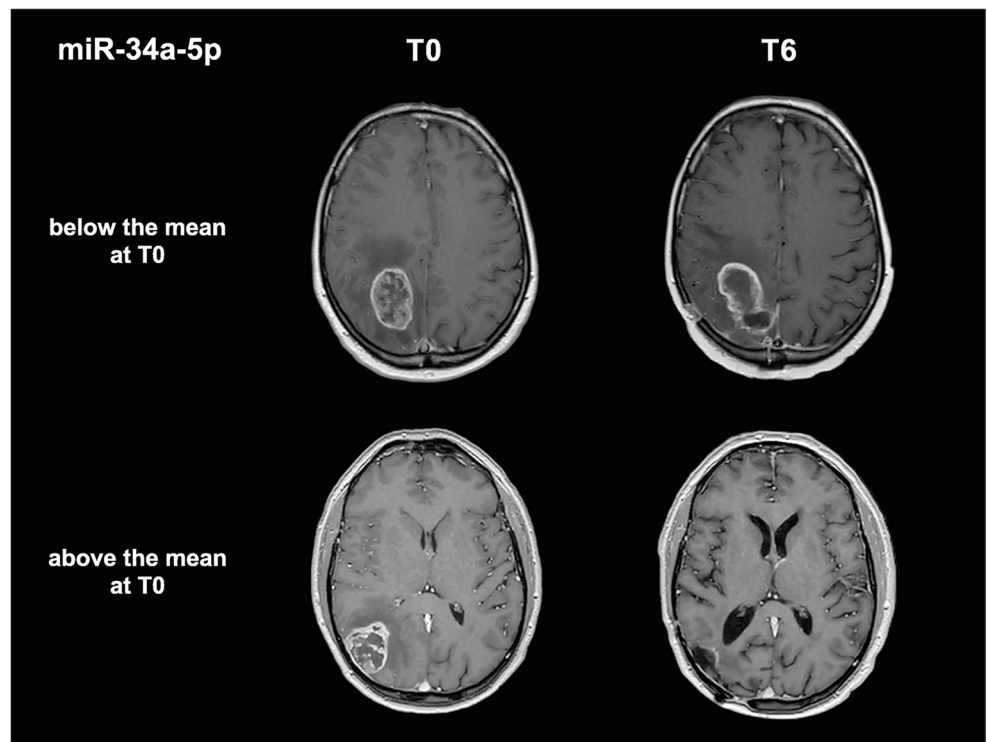 miR-34a-5p T0 T6
below the mean
at T0
above the mean
at T0